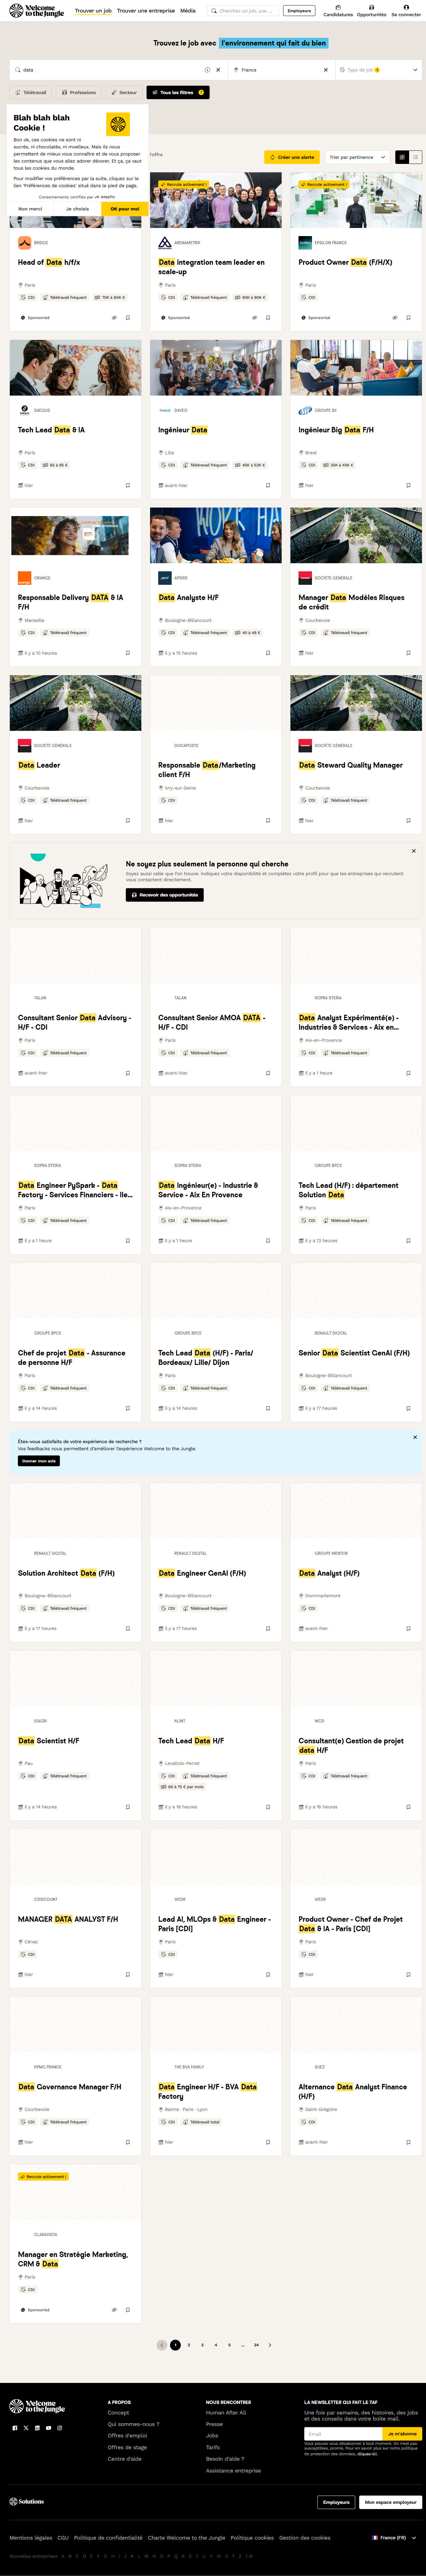 Welcome to the Jungle
Trouver un job
Trouver une entreprise
Média
Cherchez un job, une ...
Employeurs
Candidatures
Opportunités
Se connecter
Trouvez le job avec l'environnement qui fait du bien
data
France
Type de job
Télétravail
Professions
Secteur
Tous les filtres 1
Blah blah blah
Cookie !
Bon ok, ces cookies ne sont ni
sucrés, ni chocolatés, ni moelleux. Mais ils nous
permettent de mieux vous connaître et de vous proposer
des contenus qui vous feront adorer décembre. Et ça, ça veut
tous les cookies du monde.
Pour modifier vos préférences par la suite, cliquez sur le
lien 'Préférences de cookies' situé dans le pied de page.
Consentements certifiés par axeptio
Non merci
Je choisis
OK pour moi
l'offre
Créer une alerte
Trier par pertinence
BRIDGE
Head of Data h/f/x
Paris
CDI
Télétravail fréquent
70K à 80K €
Sponsorisé
Recrute activement !
ARENAMETRIX
Data integration team leader en
scale-up
Paris
CDI
Télétravail fréquent
60K à 80K €
Sponsorisé
Recrute activement !
EPSILON FRANCE
Product Owner Data (F/H/X)
Paris
CDI
Sponsorisé
Tech Lead Data & IA
Paris
CDI
hier
DAVEO
Ingénieur Data
Lille
CDI
Télétravail fréquent
45K à 52K €
avant-hier
Ingénieur Big Data F/H
Brest
CDI
hier
ORANGE
Responsable Delivery DATA & IA
F/H
Marseille
CDI
Télétravail fréquent
il y a 10 heures
APSIDE
Data Analyste H/F
Boulogne-Billancourt
CDI
Télétravail fréquent
il y a 15 heures
SOCIETE GENERALE
Manager Data Modèles Risques
de crédit
Courbevoie
CDI
Télétravail fréquent
hier
SOCIETE GENERALE
Data Leader
Courbevoie
CDI
Télétravail fréquent
hier
DOCAPOSTE
Responsable Data/Marketing
client F/H
Ivry-sur-Seine
CDI
hier
SOCIETE GENERALE
Data Steward Quality Manager
Courbevoie
CDI
Télétravail fréquent
hier
Ne soyez plus seulement la personne qui cherche
Soyez aussi celle que l'on trouve. Indiquez votre disponibilité et complétez votre profil pour que les entreprises qui recrutent
vous contactent directement.
Recevoir des opportunités
TALAN
Consultant Senior Data Advisory -
H/F - CDI
Paris
CDI
Télétravail fréquent
avant-hier
TALAN
Consultant Senior AMOA DATA -
H/F - CDI
Paris
CDI
Télétravail fréquent
avant-hier
SOPRA STERIA
Data Analyst Expérimenté(e) -
Industries & Services - Aix en...
Aix-en-Provence
CDI
Télétravail fréquent
il y a 1 heure
SOPRA STERIA
Data Engineer PySpark - Data
Factory - Services Financiers - Ile...
Paris
CDI
Télétravail fréquent
il y a 1 heure
SOPRA STERIA
Data Ingénieur(e) - Industrie &
Service - Aix En Provence
Aix-en-Provence
CDI
Télétravail fréquent
il y a 1 heure
GROUPE BPCE
Tech Lead (H/F) : département
Solution Data
Paris
CDI
Télétravail fréquent
il y a 13 heures
GROUPE BPCE
Chef de projet Data - Assurance
de personne H/F
Paris
CDI
Télétravail fréquent
il y a 14 heures
GROUPE BPCE
Tech Lead Data (H/F) - Paris/
Bordeaux/ Lille/ Dijon
Paris
CDI
Télétravail fréquent
il y a 14 heures
RENAULT DIGITAL
Senior Data Scientist GenAI (F/H)
Boulogne-Billancourt
CDI
Télétravail fréquent
il y a 17 heures
Êtes-vous satisfaits de votre expérience de recherche ?
Vos feedbacks nous permettent d'améliorer l'expérience Welcome to the Jungle.
Donner mon avis
RENAULT DIGITAL
Solution Architect Data (F/H)
Boulogne-Billancourt
CDI
Télétravail fréquent
il y a 17 heures
RENAULT DIGITAL
Data Engineer GenAI (F/H)
Boulogne-Billancourt
CDI
Télétravail fréquent
il y a 17 heures
GROUPE MENTOR
Data Analyst (H/F)
Dommartemont
CDI
avant-hier
ISAGRI
Data Scientist H/F
Pau
CDI
Télétravail fréquent
il y a 14 heures
KLINT
Tech Lead Data H/F
Levallois-Perret
CDI
Télétravail fréquent
60 à 75 € par mois
il y a 16 heures
Consultant(e) Gestion de projet
data H/F
Paris
CDI
Télétravail fréquent
il y a 16 heures
CDISCOUNT
MANAGER DATA ANALYST F/H
Cénac
CDI
hier
Lead AI, MLOps & Data Engineer -
Paris [CDI]
Paris
CDI
hier
Product Owner - Chef de Projet
Data & IA - Paris [CDI]
Paris
CDI
hier
KPMG FRANCE
Data Governance Manager F/H
Courbevoie
CDI
Télétravail fréquent
hier
THE BVA FAMILY
Data Engineer H/F - BVA Data
Factory
Balma · Paris · Lyon
CDI
Télétravail total
hier
SUEZ
Alternance Data Analyst Finance
(H/F)
Saint-Grégoire
CDI
avant-hier
Recrute activement !
CLARAVISTA
Manager en Stratégie Marketing,
CRM & Data
Paris
CDI
Sponsorisé
1 2 3 4 5 ... 34
Welcome to the Jungle
A PROPOS
Concept
Qui sommes-nous ?
Offres d'emploi
Offres de stage
Centre d'aide
NOUS RENCONTRER
Human After All
Presse
Jobs
Tarifs
Besoin d'aide ?
Assistance entreprise
LA NEWSLETTER QUI FAIT LE TAF
Une fois par semaine, des histoires, des jobs
et des conseils dans votre boite mail.
Email
Je m'abonne
Vous pouvez vous désabonner à tout moment. On n'est pas
susceptibles, promis. Pour en savoir plus sur notre politique
de protection des données, cliquez-ici.
Solutions
Employeurs
Mon espace employeur
Mentions légales
CGU
Politique de confidentialité
Charte Welcome to the Jungle
Politique cookies
Gestion des cookies
France (FR)
Nouvelles entreprises A B C D E F G H I J K L M N O P Q R S T U V W X Y Z